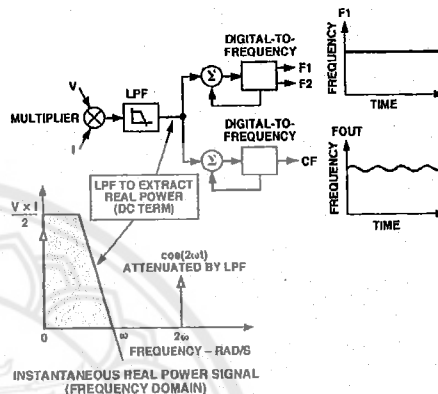 DIGITAL-TO-
FREQUENCY
F1
F2
V
MULTIPLIER
I
LPF
Σ
F1
FREQUENCY
TIME
DIGITAL-TO-
FREQUENCY
Σ
CF
FOUT
FREQUENCY
TIME
LPF TO EXTRACT
REAL POWER
(DC TERM)
V × I
2
cos(2ωt)
ATTENUATED BY LPF
0
ω
2ω
FREQUENCY – RAD/S
INSTANTANEOUS REAL POWER SIGNAL
(FREQUENCY DOMAIN)